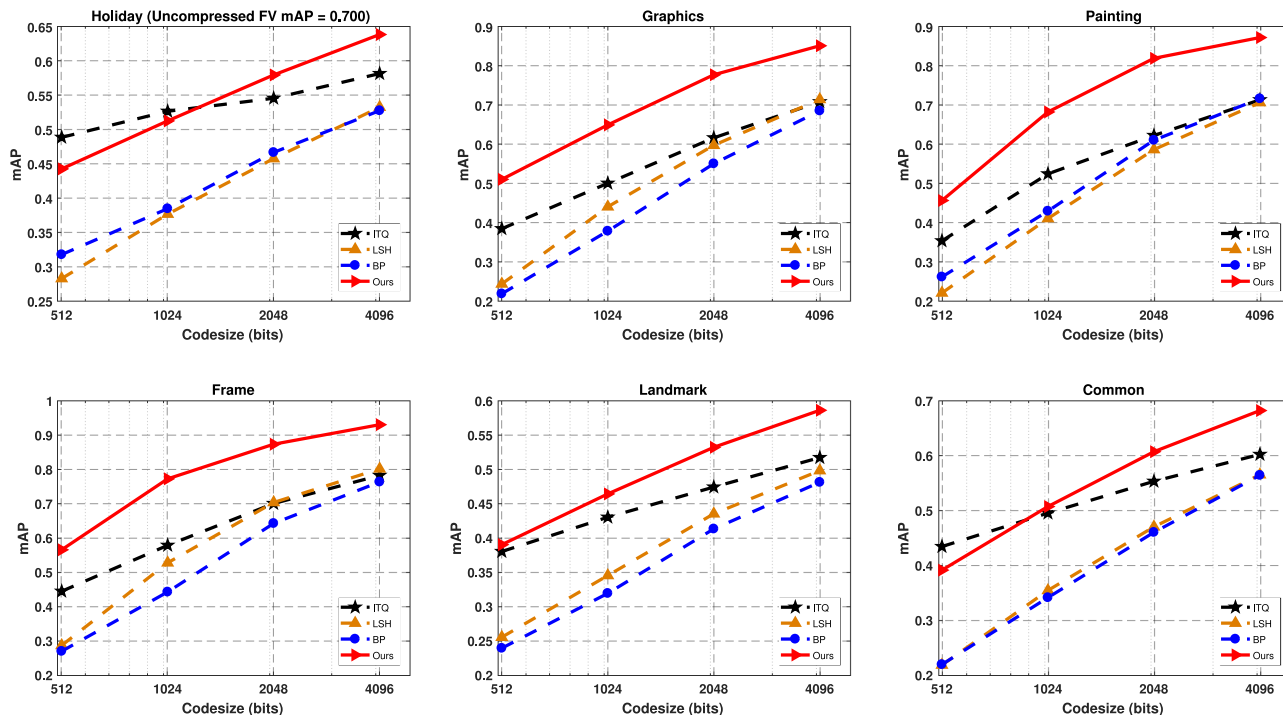 Holiday (Uncompressed FV mAP = 0.700)
0.65
0.6
0.55
0.5
0.45
0.4
0.35
0.3
0.25
mAP
512 1024 2048 4096
Codesize (bits)
ITQ
LSH
BP
Ours
Graphics
0.9
0.8
0.7
0.6
0.5
0.4
0.3
0.2
mAP
512 1024 2048 4096
Codesize (bits)
ITQ
LSH
BP
Ours
Painting
0.9
0.8
0.7
0.6
0.5
0.4
0.3
0.2
mAP
512 1024 2048 4096
Codesize (bits)
ITQ
LSH
BP
Ours
Frame
1
0.9
0.8
0.7
0.6
0.5
0.4
0.3
0.2
mAP
512 1024 2048 4096
Codesize (bits)
ITQ
LSH
BP
Ours
Landmark
0.6
0.55
0.5
0.45
0.4
0.35
0.3
0.25
0.2
mAP
512 1024 2048 4096
Codesize (bits)
ITQ
LSH
BP
Ours
Common
0.7
0.6
0.5
0.4
0.3
0.2
mAP
512 1024 2048 4096
Codesize (bits)
ITQ
LSH
BP
Ours